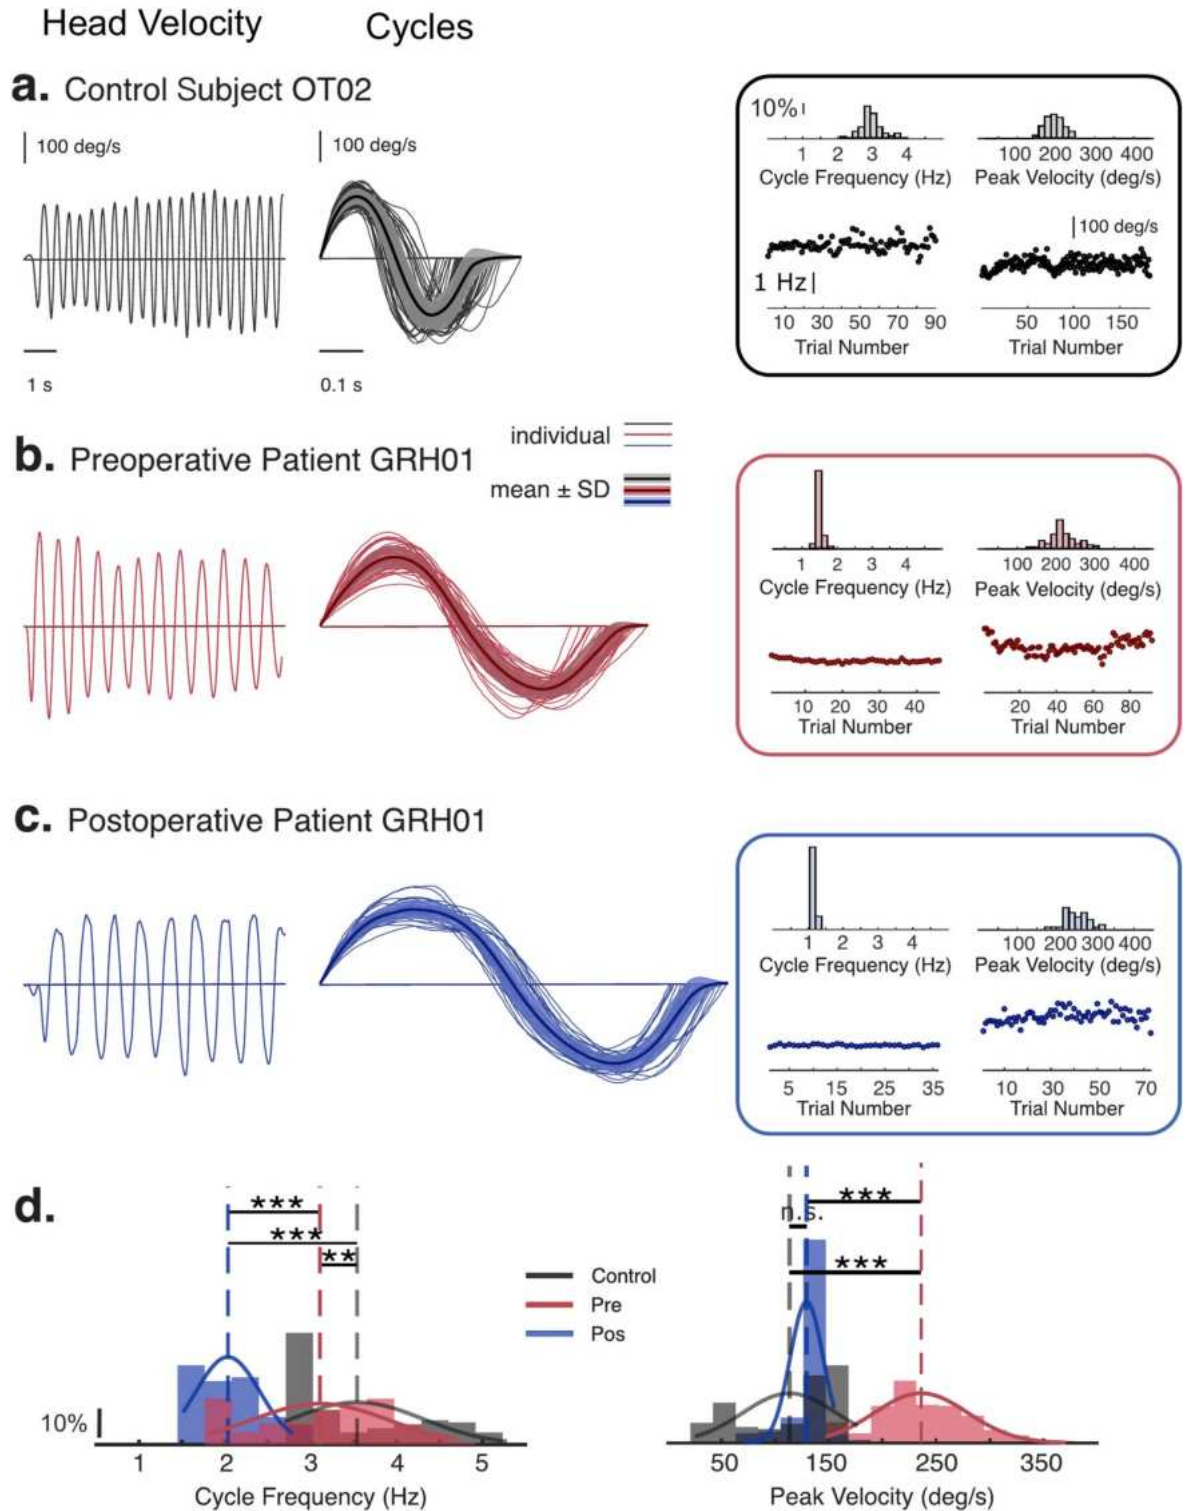 Head Velocity Cycles
a. Control Subject OT02
100 deg/s 100 deg/s
1 s 0.1 s
10%
1 2 3 4
Cycle Frequency (Hz)
100 200 300 400
Peak Velocity (deg/s)
100 deg/s
1 Hz
10 30 50 70 90
Trial Number
50 100 150
Trial Number
b. Preoperative Patient GRH01
individual
mean ± SD
1 2 3 4
Cycle Frequency (Hz)
100 200 300 400
Peak Velocity (deg/s)
10 20 30 40
Trial Number
20 40 60 80
Trial Number
c. Postoperative Patient GRH01
1 2 3 4
Cycle Frequency (Hz)
100 200 300 400
Peak Velocity (deg/s)
5 15 25 35
Trial Number
10 30 50 70
Trial Number
d.
***
***
**
10%
1 2 3 4 5
Cycle Frequency (Hz)
Control
Pre
Pos
***
n.s.
***
50 150 250 350
Peak Velocity (deg/s)